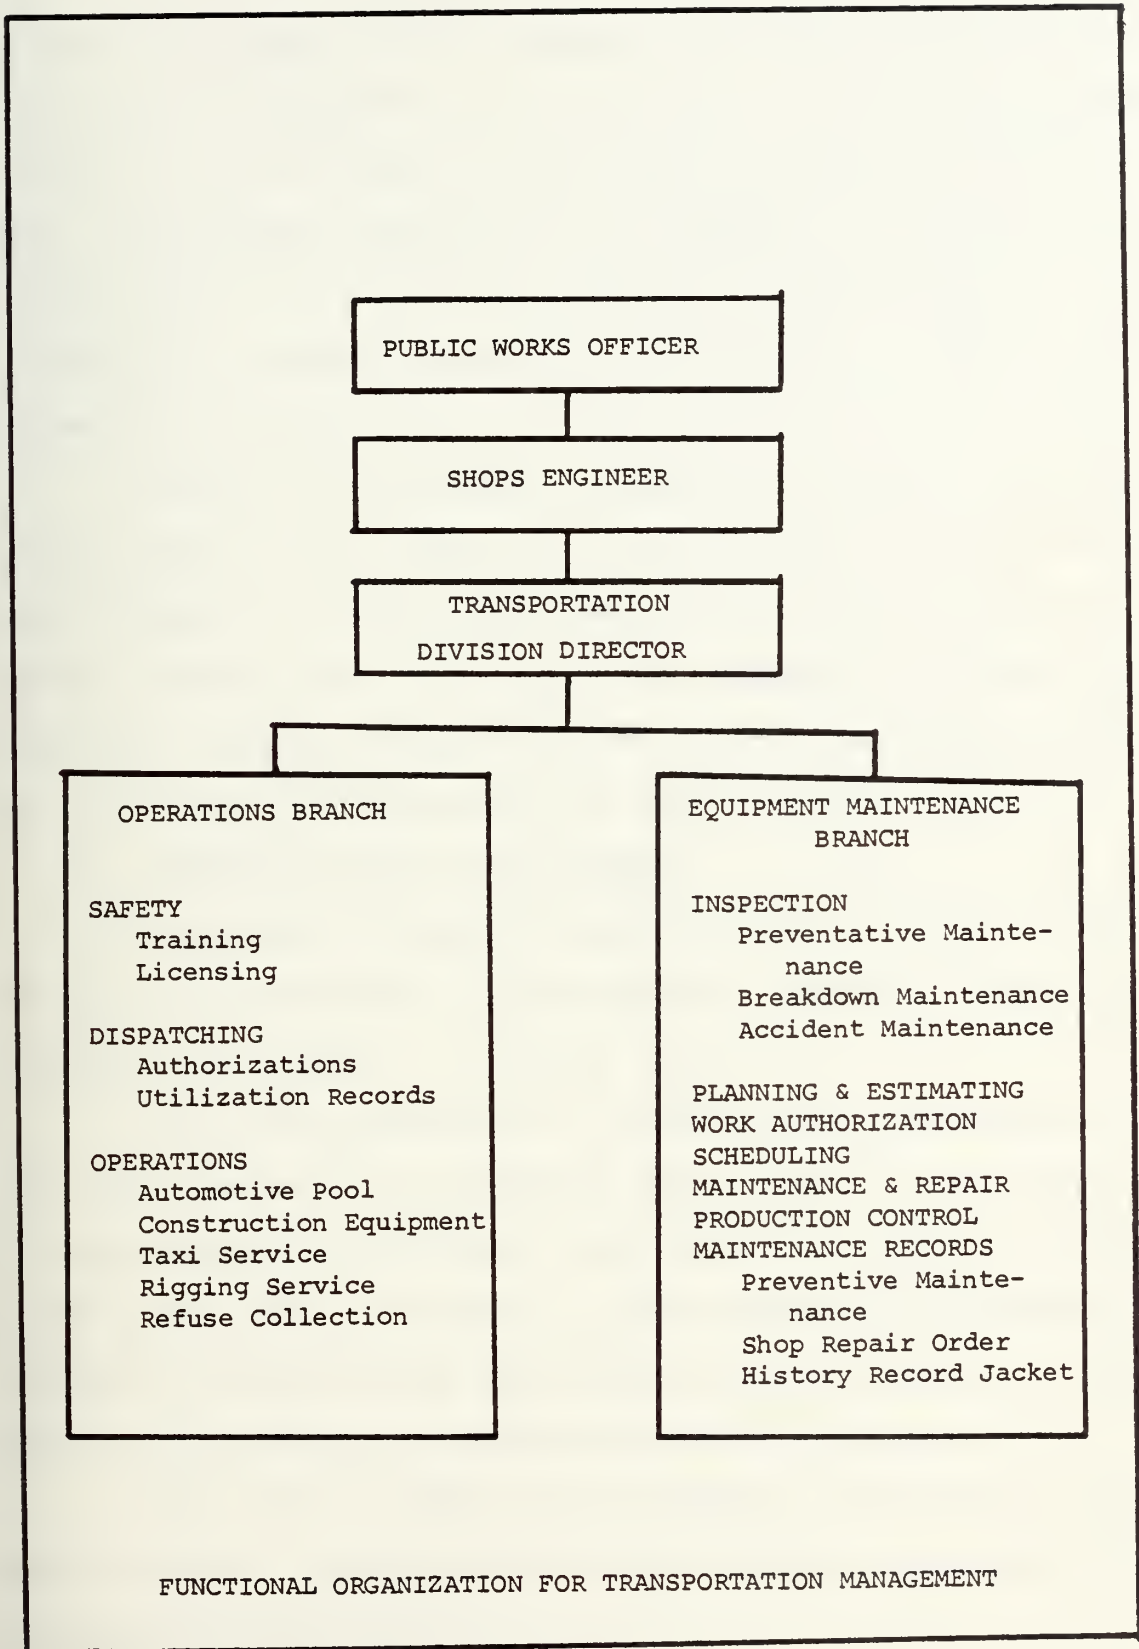 PUBLIC WORKS OFFICER
SHOPS ENGINEER
TRANSPORTATION
DIVISION DIRECTOR
OPERATIONS BRANCH
SAFETY
Training
Licensing
DISPATCHING
Authorizations
Utilization Records
OPERATIONS
Automotive Pool
Construction Equipment
Taxi Service
Rigging Service
Refuse Collection
EQUIPMENT MAINTENANCE
BRANCH
INSPECTION
Preventative Mainte-
nance
Breakdown Maintenance
Accident Maintenance
PLANNING & ESTIMATING
WORK AUTHORIZATION
SCHEDULING
MAINTENANCE & REPAIR
PRODUCTION CONTROL
MAINTENANCE RECORDS
Preventive Mainte-
nance
Shop Repair Order
History Record Jacket
FUNCTIONAL ORGANIZATION FOR TRANSPORTATION MANAGEMENT